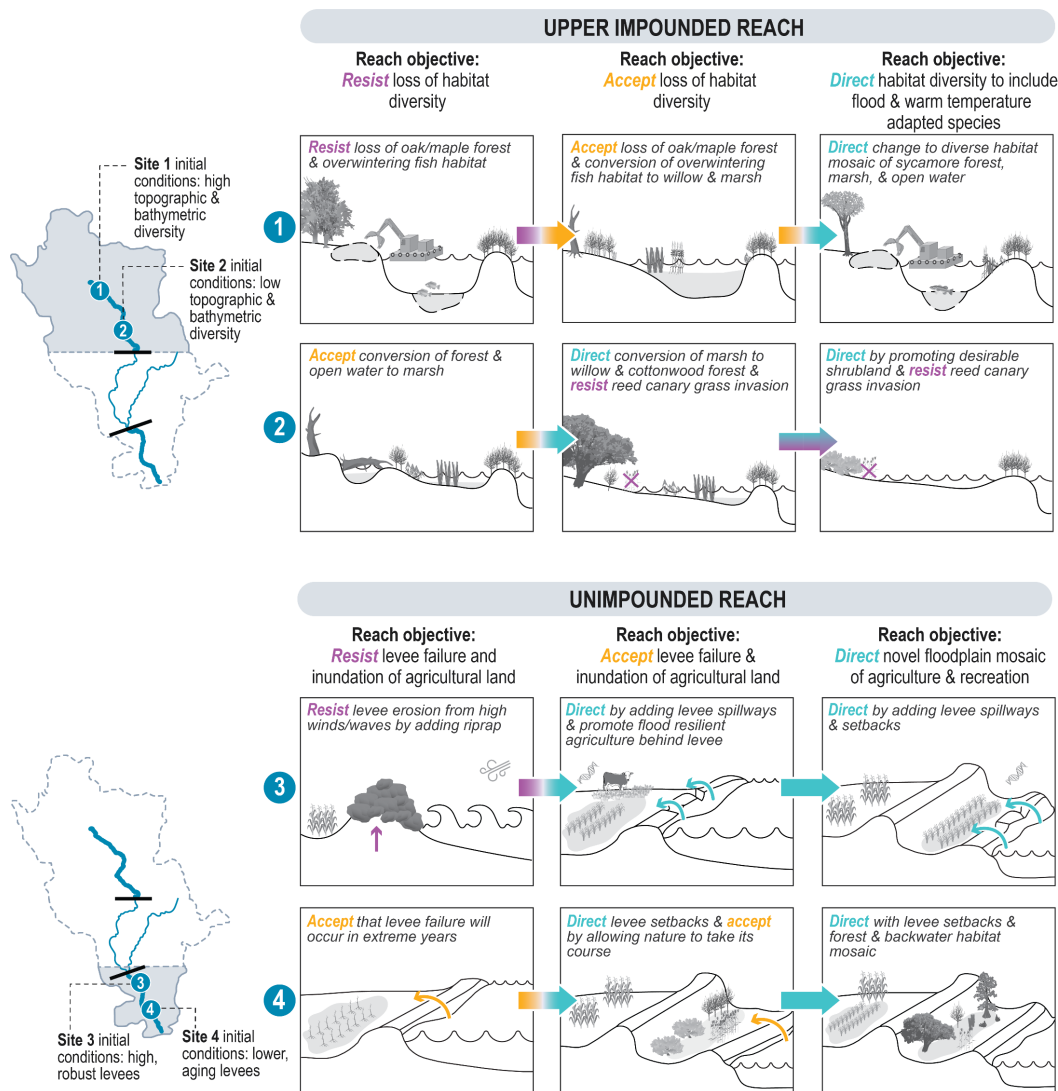 UPPER IMPOUNDED REACH
Reach objective:
Resist loss of habitat
diversity
Reach objective:
Accept loss of habitat
diversity
Reach objective:
Direct habitat diversity to include
flood & warm temperature
adapted species
Site 1 initial
conditions: high
topographic &
bathymetric
diversity
Site 2 initial
conditions: low
topographic &
bathymetric
diversity
1
2
1
Resist loss of oak/maple forest
& overwintering fish habitat
Accept loss of oak/maple forest
& conversion of overwintering
fish habitat to willow & marsh
Direct change to diverse habitat
mosaic of sycamore forest,
marsh, & open water
2
Accept conversion of forest &
open water to marsh
Direct conversion of marsh to
willow & cottonwood forest &
resist reed canary grass invasion
Direct by promoting desirable
shrubland & resist reed canary
grass invasion
UNIMPOUNDED REACH
Reach objective:
Resist levee failure and
inundation of agricultural land
Reach objective:
Accept levee failure &
inundation of agricultural land
Reach objective:
Direct novel floodplain mosaic
of agriculture & recreation
3
Resist levee erosion from high
winds/waves by adding riprap
Direct by adding levee spillways
& promote flood resilient
agriculture behind levee
Direct by adding levee spillways
& setbacks
4
Accept that levee failure will
occur in extreme years
Direct levee setbacks & accept
by allowing nature to take its
course
Direct with levee setbacks &
forest & backwater habitat
mosaic
3
4
Site 3 initial
conditions: high,
robust levees
Site 4 initial
conditions: lower,
aging levees